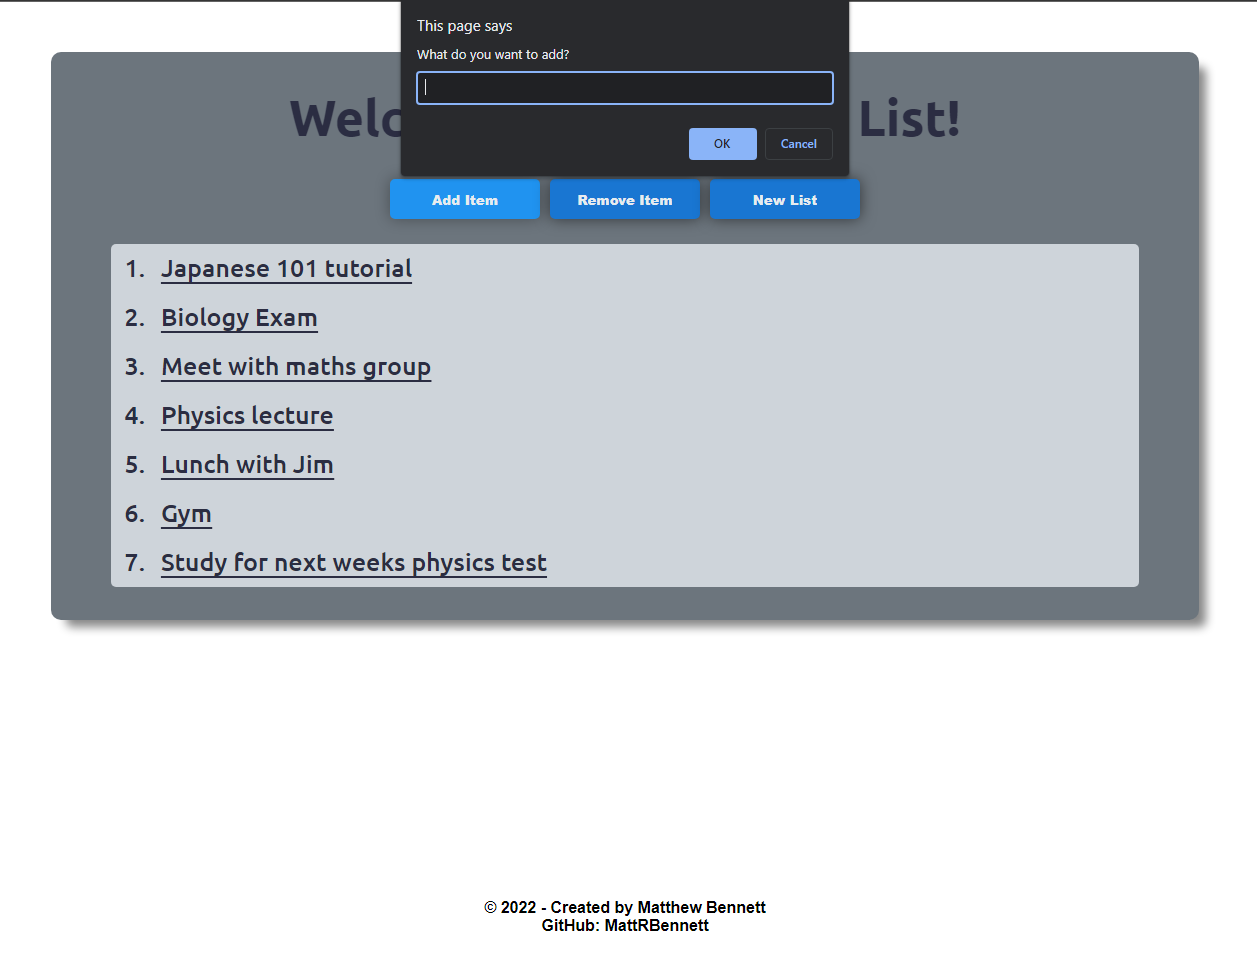 This page says
What do you want to add?
OK Cancel
List!
Add Item Remove Item New List
1. Japanese 101 tutorial
2. Biology Exam
3. Meet with maths group
4. Physics lecture
5. Lunch with Jim
6. Gym
7. Study for next weeks physics test
© 2022 - Created by Matthew Bennett
GitHub: MattRBennett